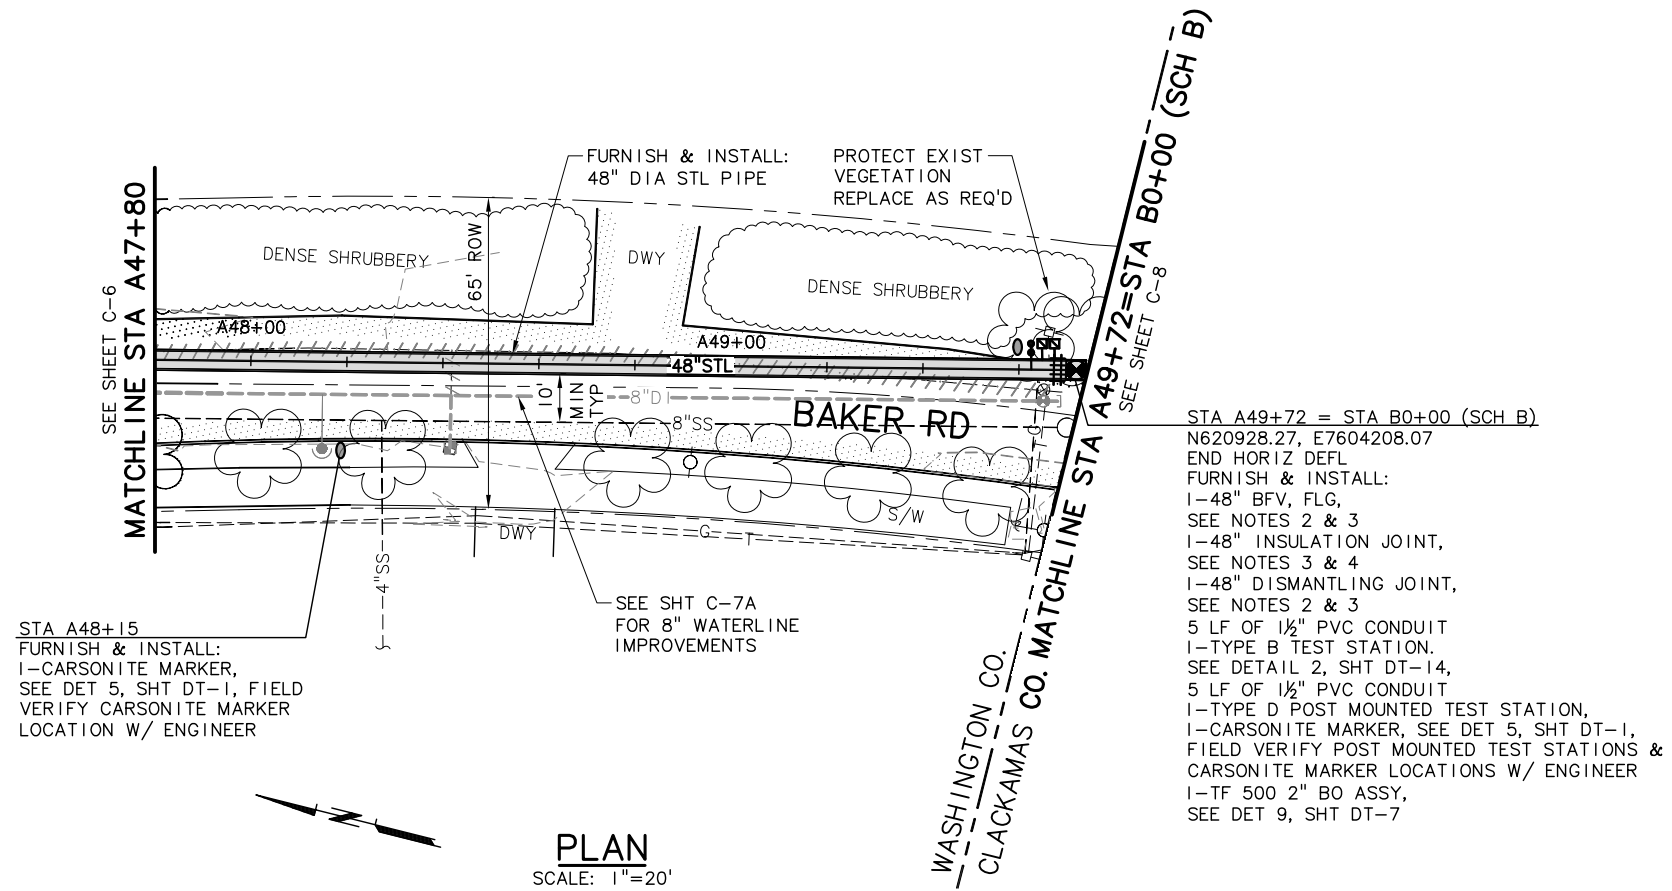 FURNISH & INSTALL:
48" DIA STL PIPE
PROTECT EXIST
VEGETATION
REPLACE AS REQ'D
MATCHLINE STA A47+80
SEE SHEET C-6
DENSE SHRUBBERY
65' ROW
DWY
DENSE SHRUBBERY
A48+00
A49+00
48"STL
10'
MIN
TYP
8"DI
8"SS
BAKER RD
G
S/W
DWY
G
T
4"SS
CO. MATCHLINE STA A49+72=STA B0+00 (SCH B)
SEE SHEET C-8
WASHINGTON CO.
CLACKAMAS
STA A48+15
FURNISH & INSTALL:
1-CARSONITE MARKER,
SEE DET 5, SHT DT-1, FIELD
VERIFY CARSONITE MARKER
LOCATION W/ ENGINEER
SEE SHT C-7A
FOR 8" WATERLINE
IMPROVEMENTS
STA A49+72 = STA B0+00 (SCH B)
N620928.27, E7604208.07
END HORIZ DEFL
FURNISH & INSTALL:
1-48" BFV, FLG,
SEE NOTES 2 & 3
1-48" INSULATION JOINT,
SEE NOTES 3 & 4
1-48" DISMANTLING JOINT,
SEE NOTES 2 & 3
5 LF OF 1½" PVC CONDUIT
1-TYPE B TEST STATION.
SEE DETAIL 2, SHT DT-14,
5 LF OF 1½" PVC CONDUIT
1-TYPE D POST MOUNTED TEST STATION,
1-CARSONITE MARKER, SEE DET 5, SHT DT-1,
FIELD VERIFY POST MOUNTED TEST STATIONS &
CARSONITE MARKER LOCATIONS W/ ENGINEER
1-TF 500 2" BO ASSY,
SEE DET 9, SHT DT-7
N
PLAN
SCALE: 1"=20'